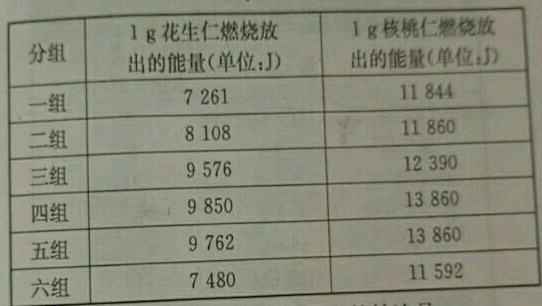 分组 1 g花生仁燃烧放出的能量(单位:J) 1 g核桃仁燃烧放出的能量(单位:J)
一组 7 261 11 844
二组 8 108 11 860
三组 9 576 12 390
四组 9 850 13 860
五组 9 762 13 860
六组 7 480 11 592